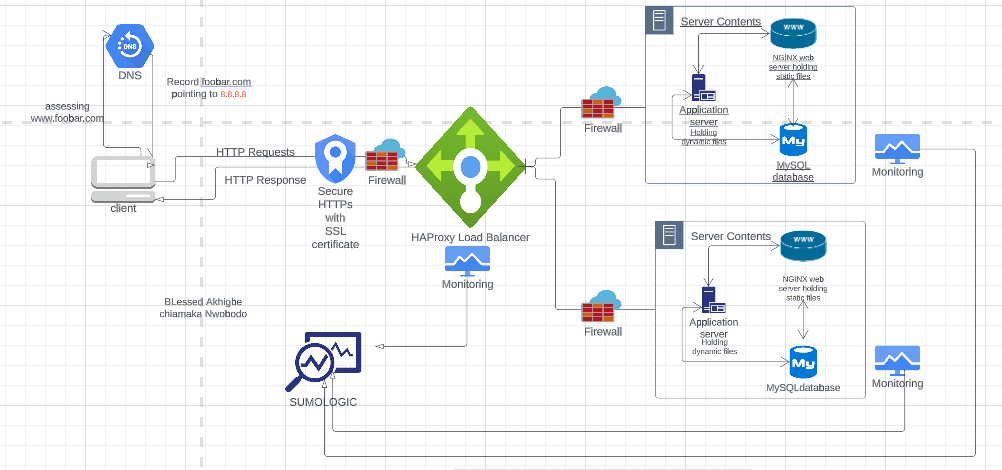 DNS
DNS
Record foobar.com
pointing to 8.8.8.8
assessing
www.foobar.com
client
HTTP Requests
HTTP Response
Secure
HTTPs
with
SSL
certificate
Firewall
HAProxy Load Balancer
Monitoring
Firewall
Server Contents
WWW
NGINX web
server holding
static files
Application
server
Holding
dynamic files
My
MySQL
database
Monitoring
Firewall
Server Contents
WWW
NGINX web
server holding
static files
Application
server
Holding
dynamic files
My
MySQLdatabase
Monitoring
BLessed Akhigbe
chiamaka Nwobodo
SUMOLOGIC